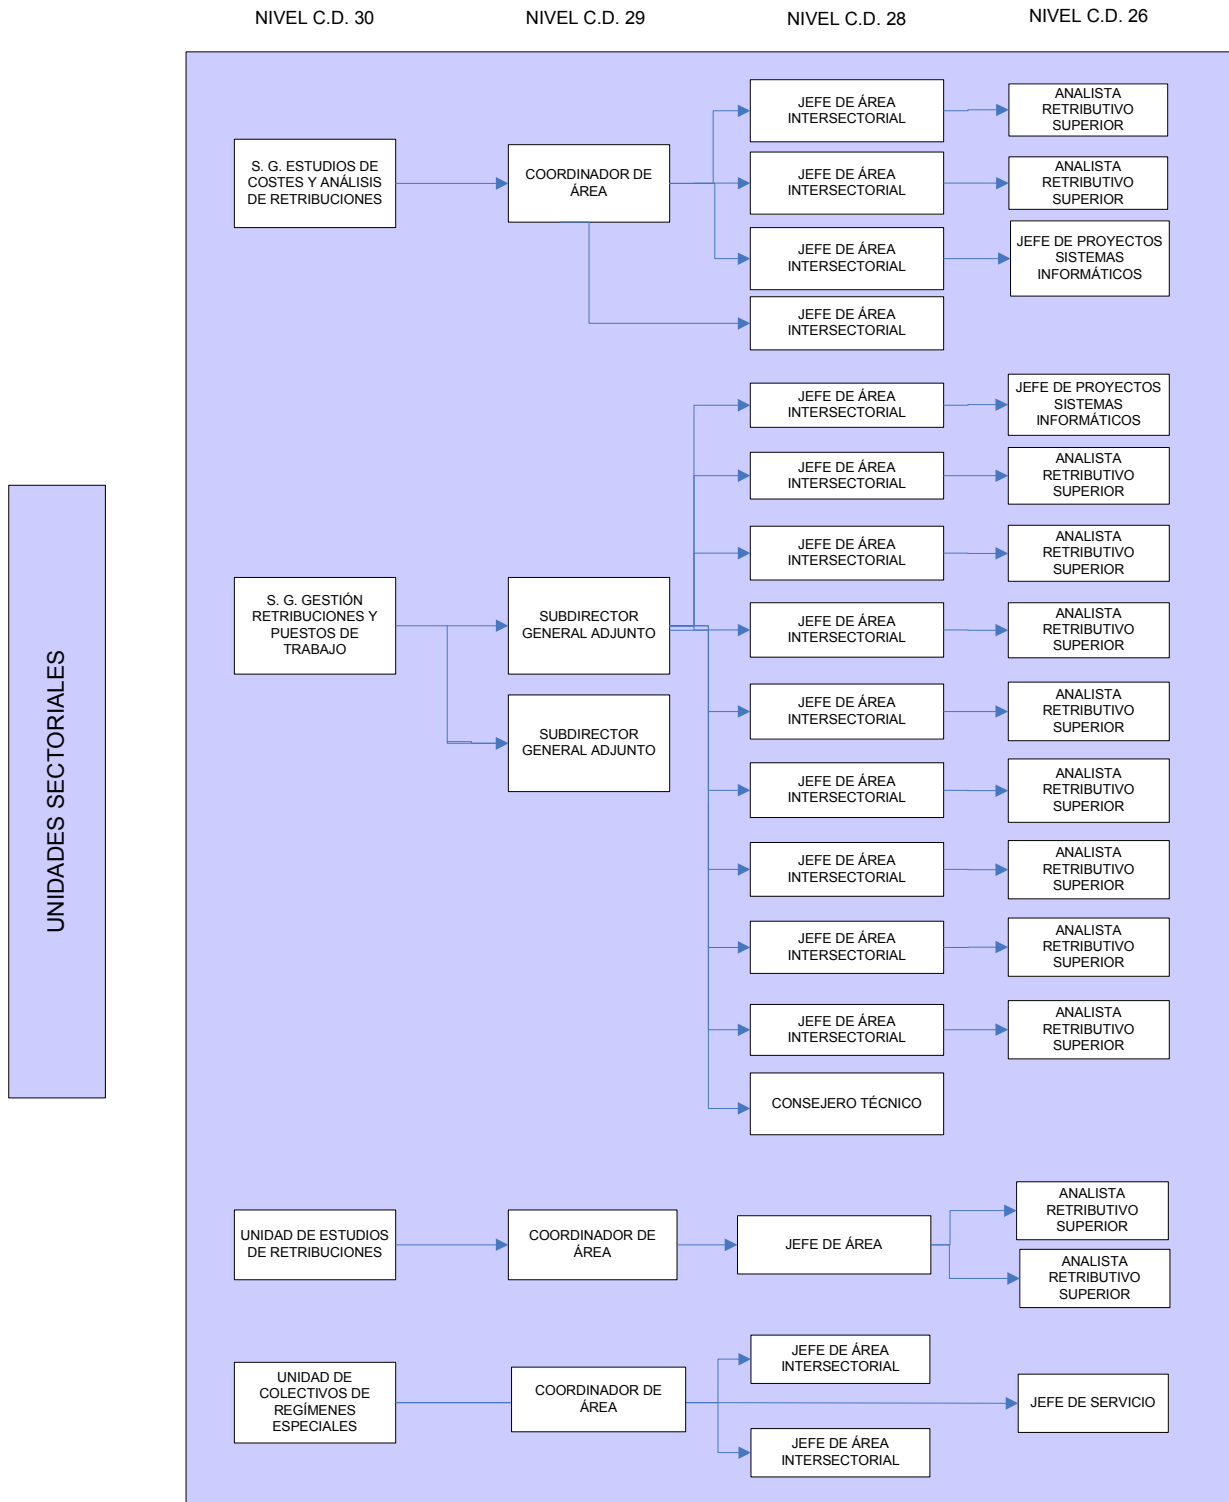 NIVEL C.D. 30
NIVEL C.D. 29
NIVEL C.D. 28
NIVEL C.D. 26
UNIDADES SECTORIALES
S. G. ESTUDIOS DE
COSTES Y ANÁLISIS
DE RETRIBUCIONES
COORDINADOR DE
ÁREA
JEFE DE ÁREA
INTERSECTORIAL
ANALISTA
RETRIBUTIVO
SUPERIOR
JEFE DE ÁREA
INTERSECTORIAL
ANALISTA
RETRIBUTIVO
SUPERIOR
JEFE DE ÁREA
INTERSECTORIAL
JEFE DE PROYECTOS
SISTEMAS
INFORMÁTICOS
JEFE DE ÁREA
INTERSECTORIAL
S. G. GESTIÓN
RETRIBUCIONES Y
PUESTOS DE
TRABAJO
SUBDIRECTOR
GENERAL ADJUNTO
SUBDIRECTOR
GENERAL ADJUNTO
JEFE DE ÁREA
INTERSECTORIAL
JEFE DE PROYECTOS
SISTEMAS
INFORMÁTICOS
JEFE DE ÁREA
INTERSECTORIAL
ANALISTA
RETRIBUTIVO
SUPERIOR
JEFE DE ÁREA
INTERSECTORIAL
ANALISTA
RETRIBUTIVO
SUPERIOR
JEFE DE ÁREA
INTERSECTORIAL
ANALISTA
RETRIBUTIVO
SUPERIOR
JEFE DE ÁREA
INTERSECTORIAL
ANALISTA
RETRIBUTIVO
SUPERIOR
JEFE DE ÁREA
INTERSECTORIAL
ANALISTA
RETRIBUTIVO
SUPERIOR
JEFE DE ÁREA
INTERSECTORIAL
ANALISTA
RETRIBUTIVO
SUPERIOR
JEFE DE ÁREA
INTERSECTORIAL
ANALISTA
RETRIBUTIVO
SUPERIOR
JEFE DE ÁREA
INTERSECTORIAL
ANALISTA
RETRIBUTIVO
SUPERIOR
CONSEJERO TÉCNICO
UNIDAD DE ESTUDIOS
DE RETRIBUCIONES
COORDINADOR DE
ÁREA
JEFE DE ÁREA
ANALISTA
RETRIBUTIVO
SUPERIOR
ANALISTA
RETRIBUTIVO
SUPERIOR
UNIDAD DE
COLECTIVOS DE
REGÍMENES
ESPECIALES
COORDINADOR DE
ÁREA
JEFE DE ÁREA
INTERSECTORIAL
JEFE DE SERVICIO
JEFE DE ÁREA
INTERSECTORIAL